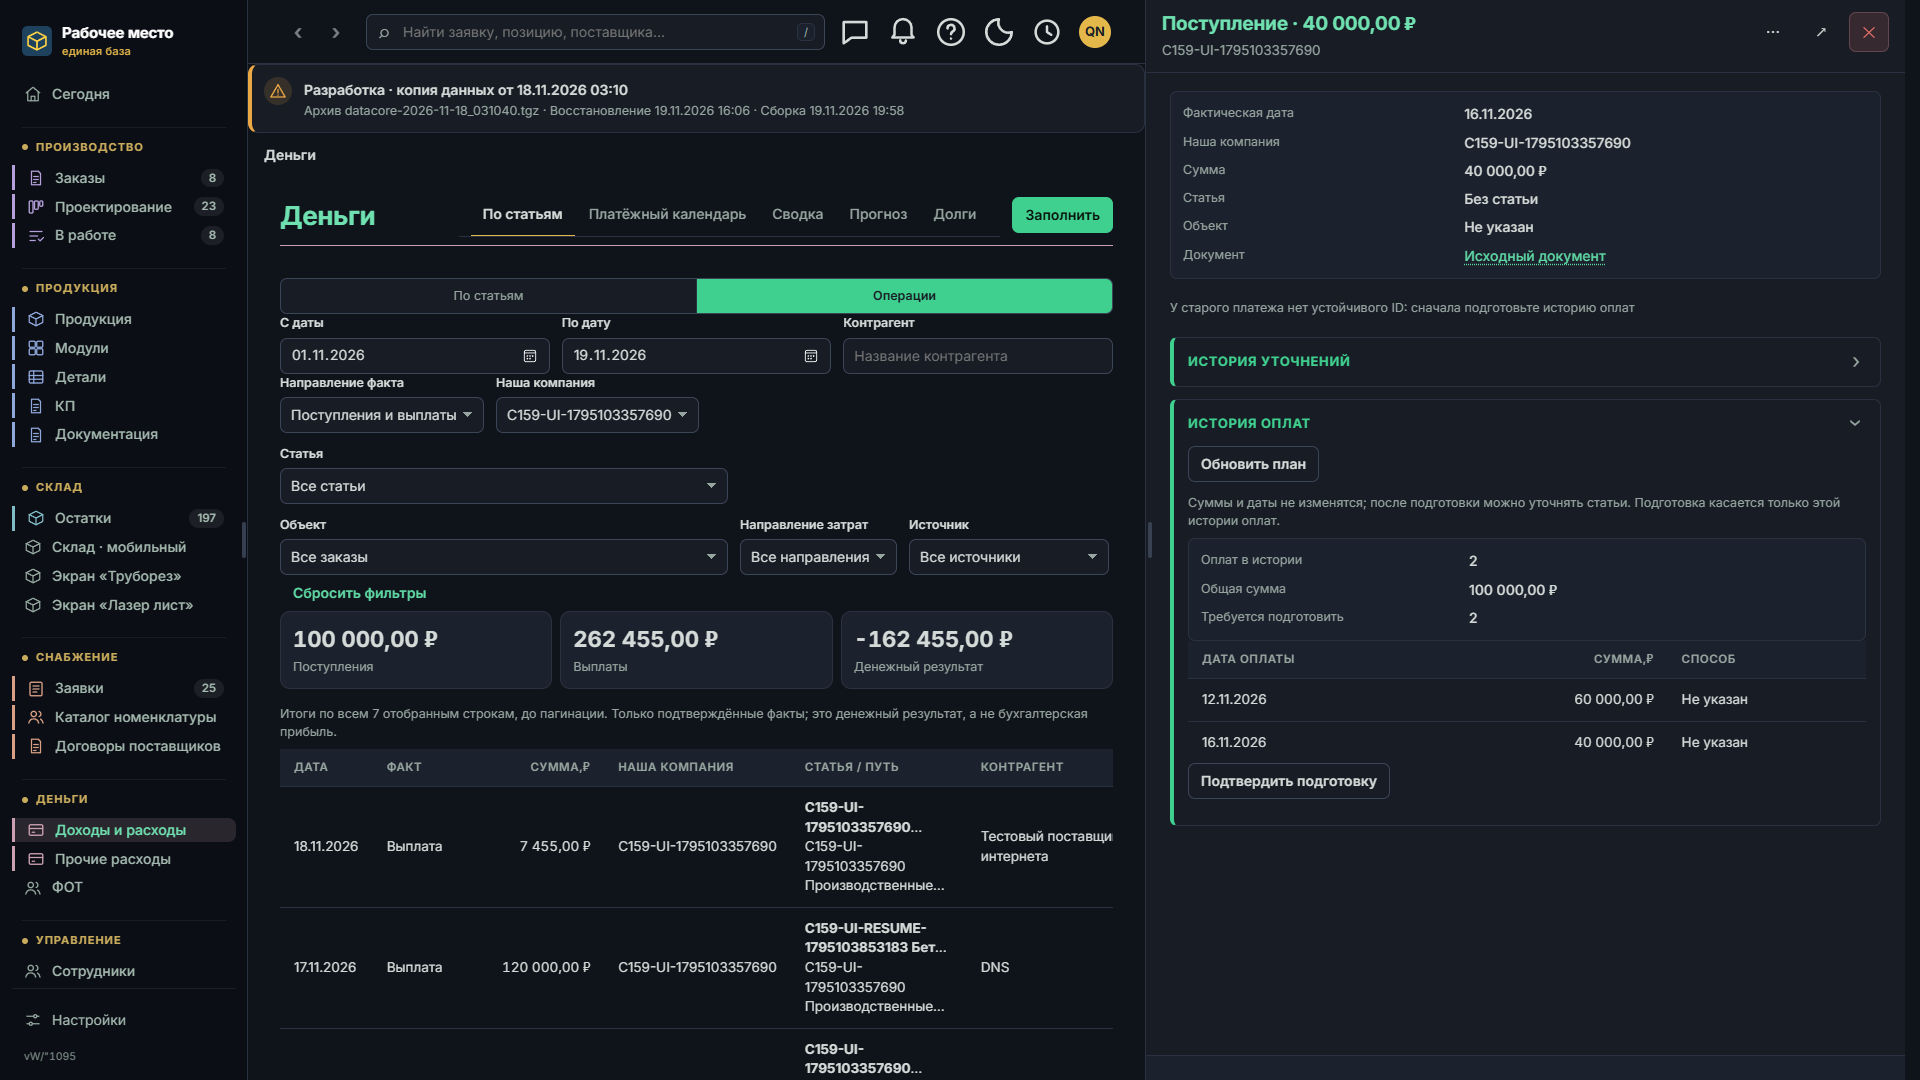 Рабочее место
единая база
Сегодня
ПРОИЗВОДСТВО
Заказы 8
Проектирование 23
В работе 8
ПРОДУКЦИЯ
Продукция
Модули
Детали
КП
Документация
СКЛАД
Остатки 197
Склад · мобильный
Экран «Труборез»
Экран «Лазер лист»
СНАБЖЕНИЕ
Заявки 25
Каталог номенклатуры
Договоры поставщиков
ДЕНЬГИ
Доходы и расходы
Прочие расходы
ФОТ
УПРАВЛЕНИЕ
Сотрудники
Настройки
vW/"1095
Найти заявку, позицию, поставщика... /
QN
Разработка · копия данных от 18.11.2026 03:10
Архив datacore-2026-11-18_031040.tgz · Восстановление 19.11.2026 16:06 · Сборка 19.11.2026 19:58
Деньги
Деньги
По статьям Платёжный календарь Сводка Прогноз Долги
Заполнить
По статьям Операции
С даты По дату Контрагент
01.11.2026 19.11.2026 Название контрагента
Направление факта Наша компания
Поступления и выплаты C159-UI-1795103357690
Статья
Все статьи
Объект Направление затрат Источник
Все заказы Все направления Все источники
Сбросить фильтры
100 000,00 ₽ 262 455,00 ₽ -162 455,00 ₽
Поступления Выплаты Денежный результат
Итоги по всем 7 отобранным строкам, до пагинации. Только подтверждённые факты; это денежный результат, а не бухгалтерская
прибыль.
ДАТА ФАКТ СУММА,₽ НАША КОМПАНИЯ СТАТЬЯ / ПУТЬ КОНТРАГЕНТ
C159-UI-
1795103357690...
18.11.2026 Выплата 7 455,00 ₽ C159-UI-1795103357690 C159-UI-
1795103357690
Производственные...
Тестовый поставщи
интернета
C159-UI-RESUME-
1795103853183 Бет...
17.11.2026 Выплата 120 000,00 ₽ C159-UI-1795103357690 C159-UI-
1795103357690
Производственные...
DNS
C159-UI-
1795103357690...
Поступление · 40 000,00 ₽
C159-UI-1795103357690
Фактическая дата 16.11.2026
Наша компания C159-UI-1795103357690
Сумма 40 000,00 ₽
Статья Без статьи
Объект Не указан
Документ Исходный документ
У старого платежа нет устойчивого ID: сначала подготовьте историю оплат
ИСТОРИЯ УТОЧНЕНИЙ
ИСТОРИЯ ОПЛАТ
Обновить план
Суммы и даты не изменятся; после подготовки можно уточнять статьи. Подготовка касается только этой
истории оплат.
Оплат в истории 2
Общая сумма 100 000,00 ₽
Требуется подготовить 2
ДАТА ОПЛАТЫ СУММА,₽ СПОСОБ
12.11.2026 60 000,00 ₽ Не указан
16.11.2026 40 000,00 ₽ Не указан
Подтвердить подготовку